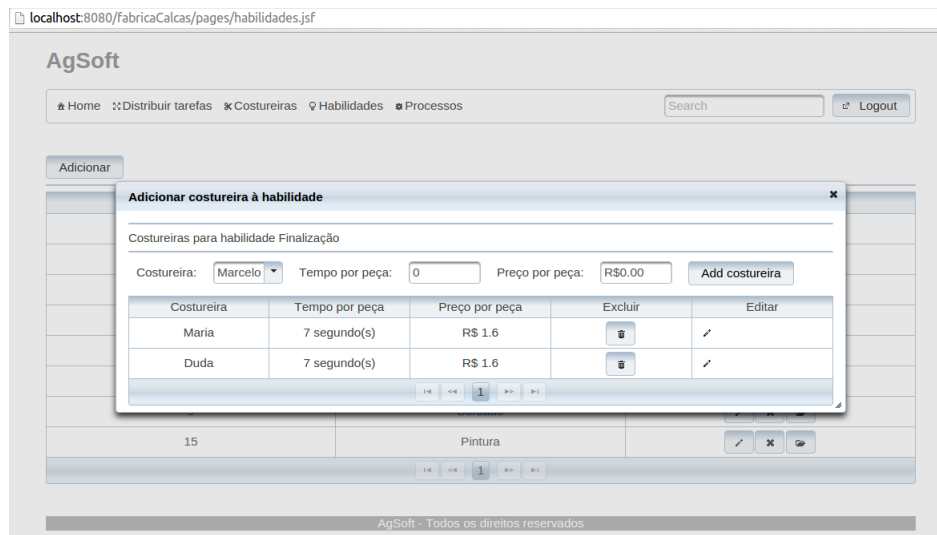 localhost:8080/fabricaCalcas/pages/habilidades.jsf
AgSoft
Home Distribuir tarefas Costureiras Habilidades Processos Search Logout
Adicionar
Adicionar costureira à habilidade
Costureiras para habilidade Finalização
Costureira: Marcelo Tempo por peça: 0 Preço por peça: R$0.00 Add costureira
Costureira Tempo por peça Preço por peça Excluir Editar
Maria 7 segundo(s) R$ 1.6
Duda 7 segundo(s) R$ 1.6
1
15 Pintura
1
AgSoft - Todos os direitos reservados